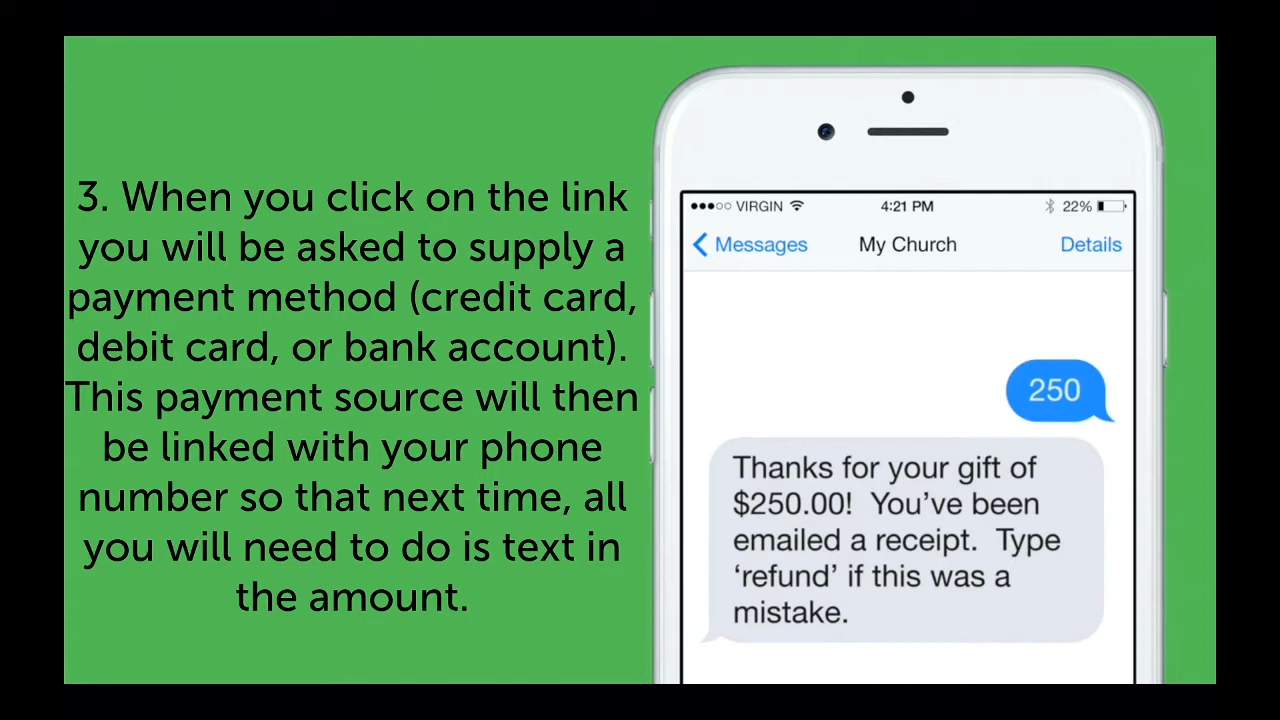 3. When you click on the link
you will be asked to supply a
payment method (credit card,
debit card, or bank account).
This payment source will then
be linked with your phone
number so that next time, all
you will need to do is text in
the amount.
VIRGIN 4:21 PM 22%
Messages My Church Details
250
Thanks for your gift of
$250.00!  You’ve been
emailed a receipt.  Type
‘refund’ if this was a
mistake.